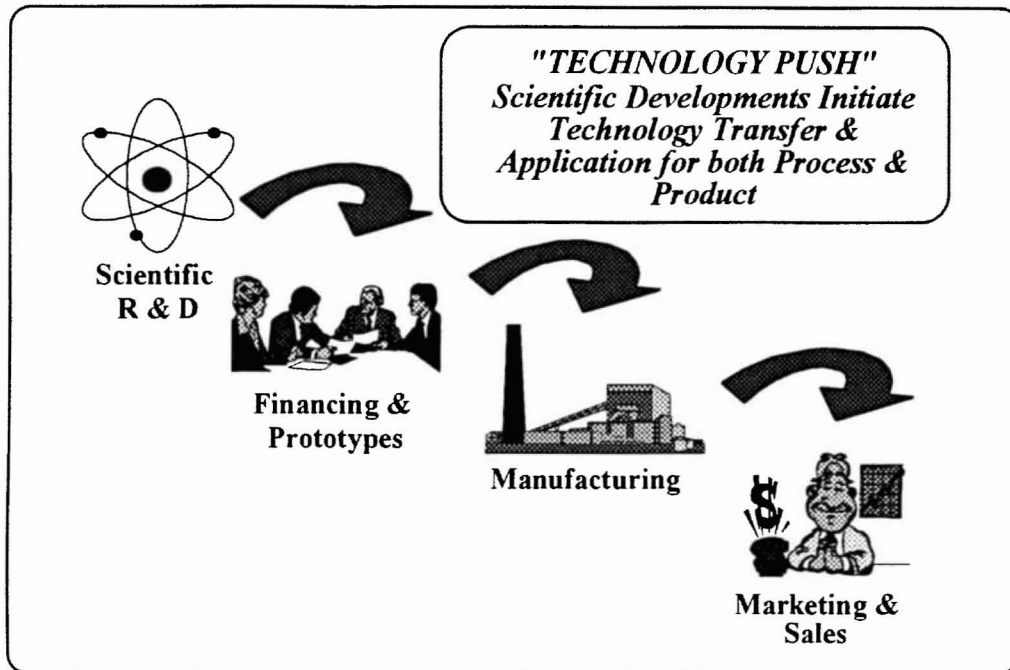 "TECHNOLOGY PUSH"
Scientific Developments Initiate
Technology Transfer &
Application for both Process &
Product
Scientific
R & D
Financing &
Prototypes
Manufacturing
$
Marketing &
Sales